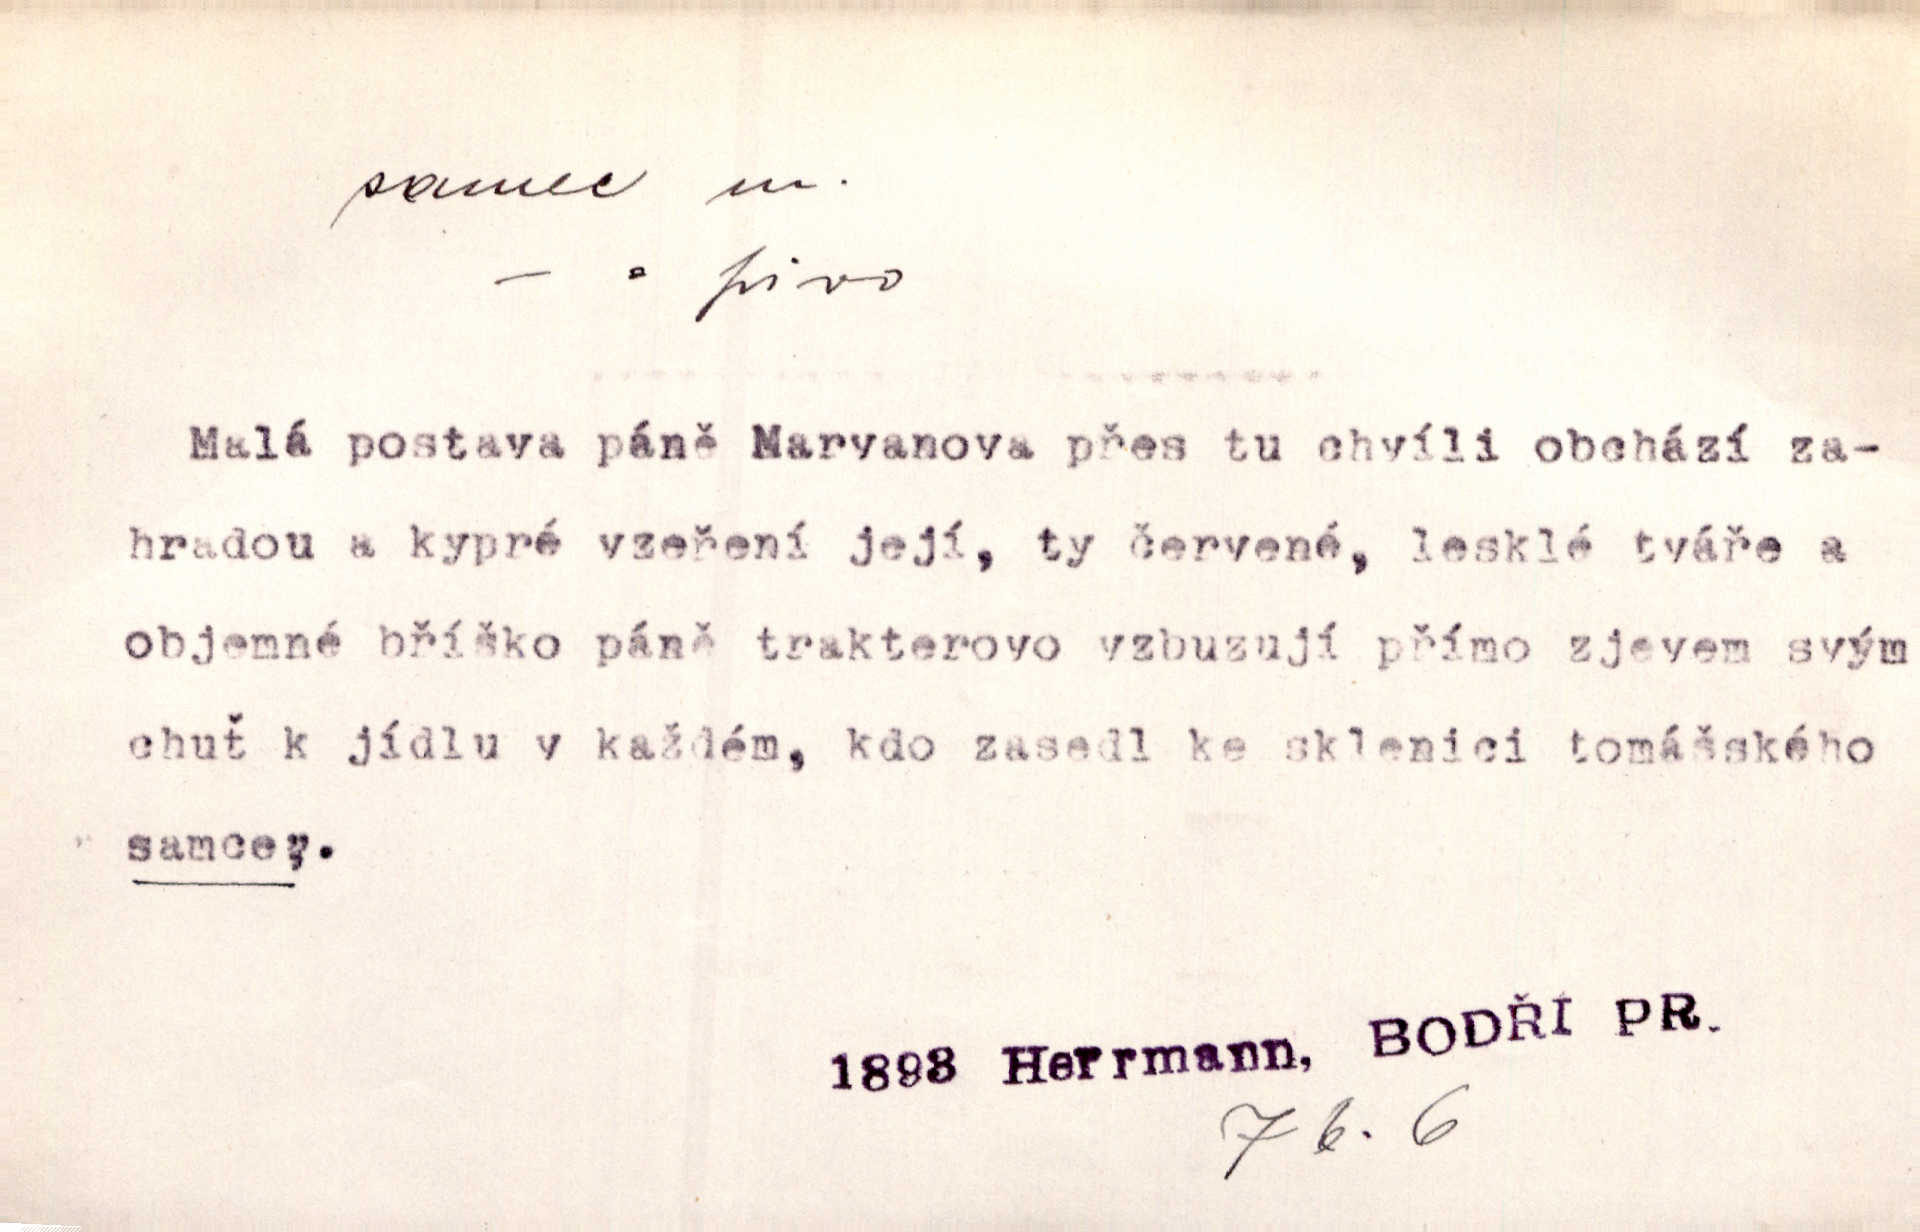 samec m.
— = pivo
Malá postava páně Marvanova přes tu chvíli obchází za-
hradou a kypré vzeření její, ty červené, lesklé tváře a
objemné bříško páně trakterovo vzbuzují přímo zjevem svým
chuť k jídlu v každém, kdo zasedl ke sklenici tomášského
„samce".
1893 Herrmann, BODŘÍ PR.
76. 6